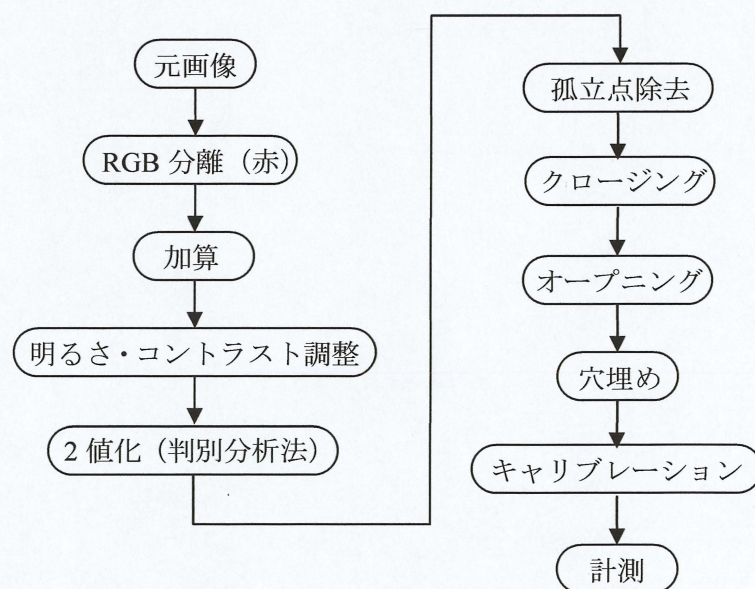 元画像
RGB 分離（赤）
加算
明るさ・コントラスト調整
2 値化（判別分析法）
孤立点除去
クロージング
オープニング
穴埋め
キャリブレーション
計測